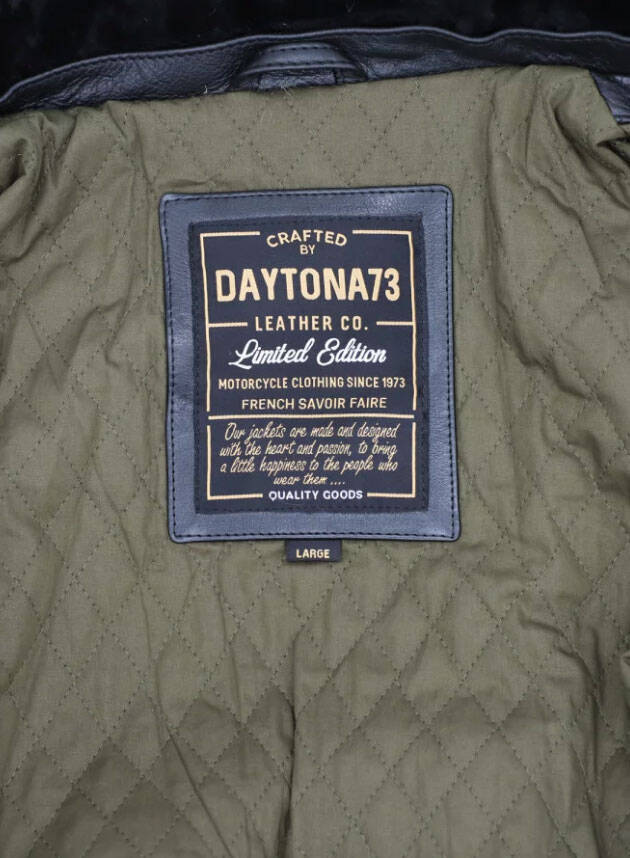 CRAFTED
BY
DAYTONA73
LEATHER CO.
Limited Edition
MOTORCYCLE CLOTHING SINCE 1973
FRENCH SAVOIR FAIRE
Our jackets are made and designed
with the heart and passion, to bring
a little happiness to the people who
wear them ....
QUALITY GOODS
LARGE